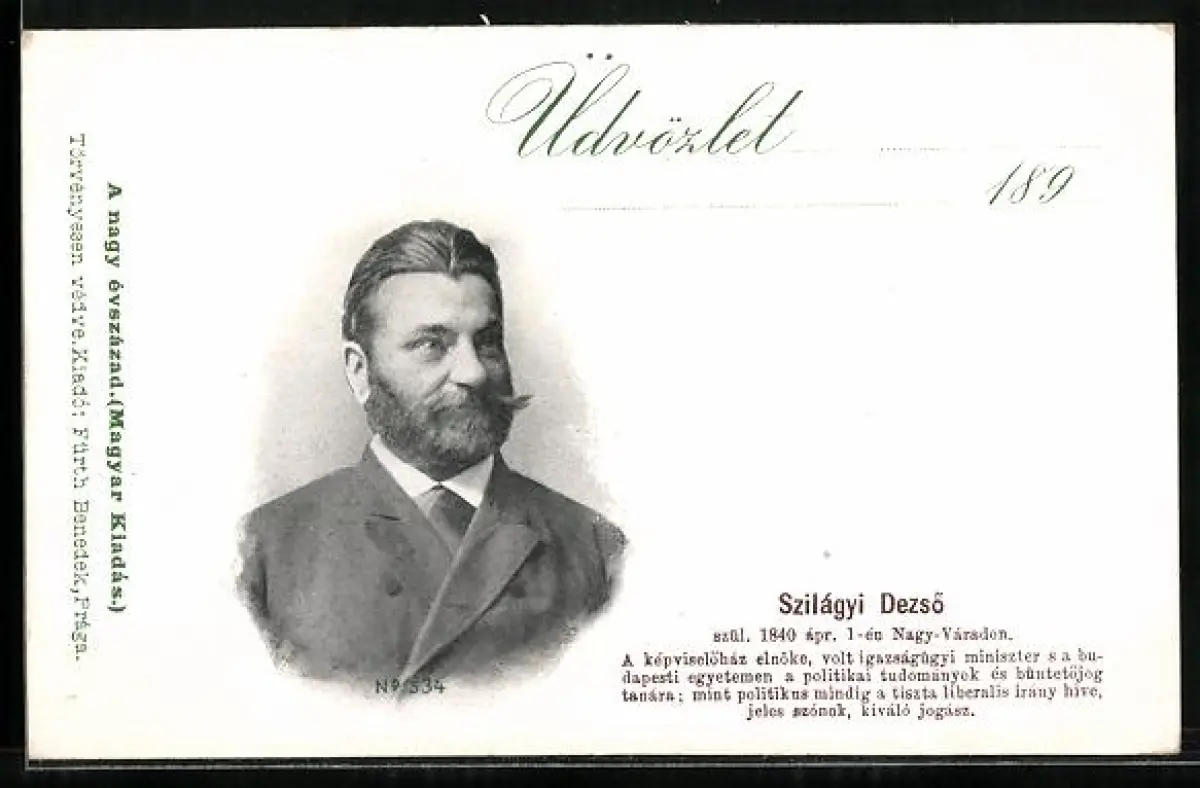 Üdvözlet
189
A nagy évszázad. (Magyar Kiadás.)
Törvényesen védve. Kiadó: Fürth Benedek, Prága.
Nº 534
Szilágyi Dezső
szül. 1840 ápr. 1-én Nagy-Váradon.
A képviselőház elnöke, volt igazságügyi miniszter s a bu-
dapesti egyetemen a politikai tudományok és büntetőjog
tanára; mint politikus mindig a tiszta liberalis irány híve,
jeles szónok, kiváló jogász.